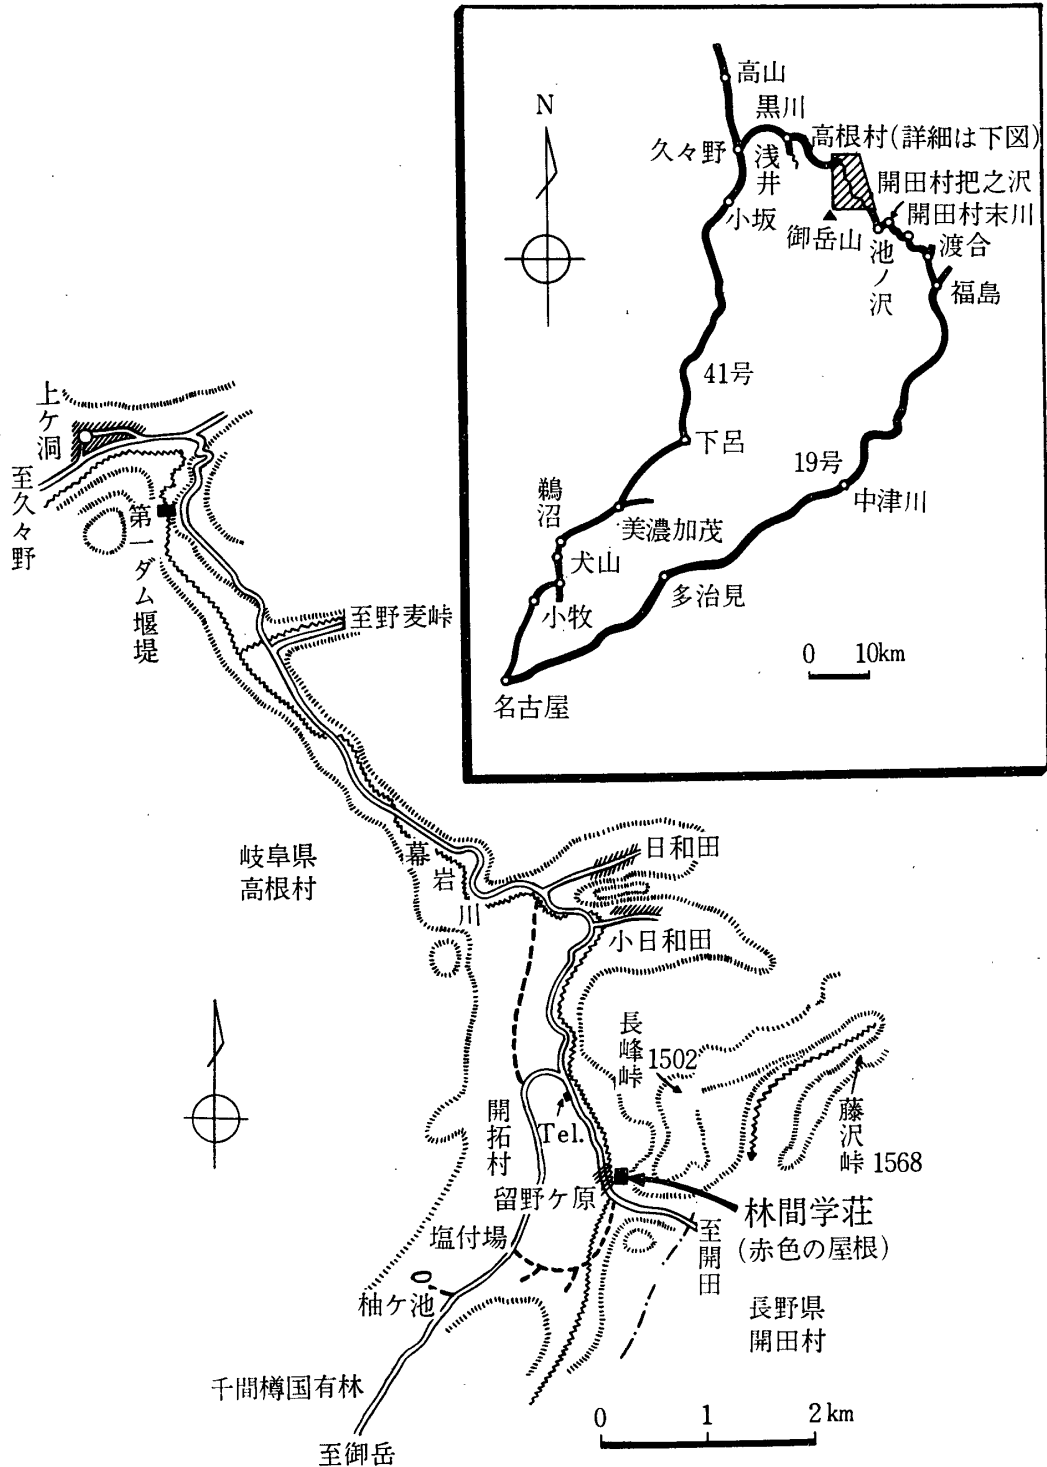 N
高山
黒川
久々野
浅井
高根村(詳細は下図)
開田村把之沢
開田村末川
小坂
御岳山
池ノ沢
渡合
福島
41号
下呂
19号
中津川
鵜沼
美濃加茂
犬山
多治見
小牧
0 10km
名古屋
上ケ洞
至久々野
第一ダム堰堤
至野麦峠
岐阜県
高根村
幕岩川
日和田
小日和田
長峰峠 1502
藤沢峠 1568
開拓村
Tel.
留野ケ原
林間学荘
(赤色の屋根)
至開田
塩付場
柚ケ池
長野県
開田村
千間樽国有林
至御岳
0 1 2km